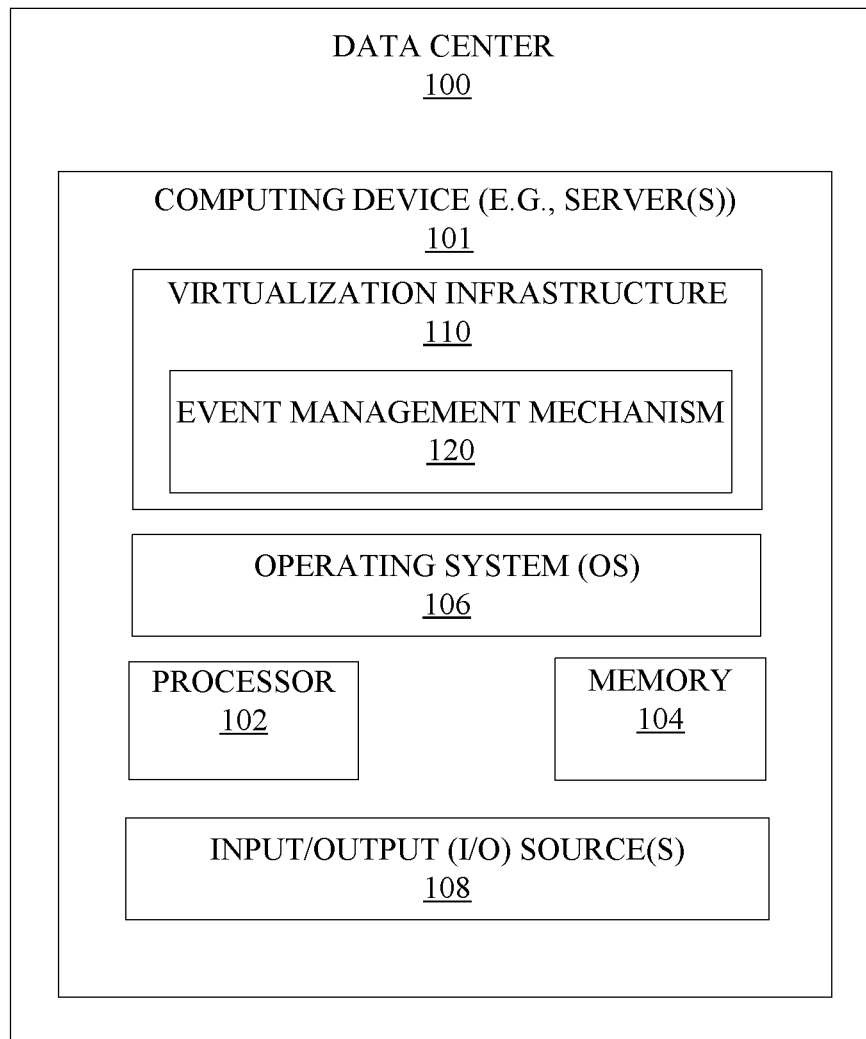 DATA CENTER
100
COMPUTING DEVICE (E.G., SERVER(S))
101
VIRTUALIZATION INFRASTRUCTURE
110
EVENT MANAGEMENT MECHANISM
120
OPERATING SYSTEM (OS)
106
PROCESSOR
102
MEMORY
104
INPUT/OUTPUT (I/O) SOURCE(S)
108